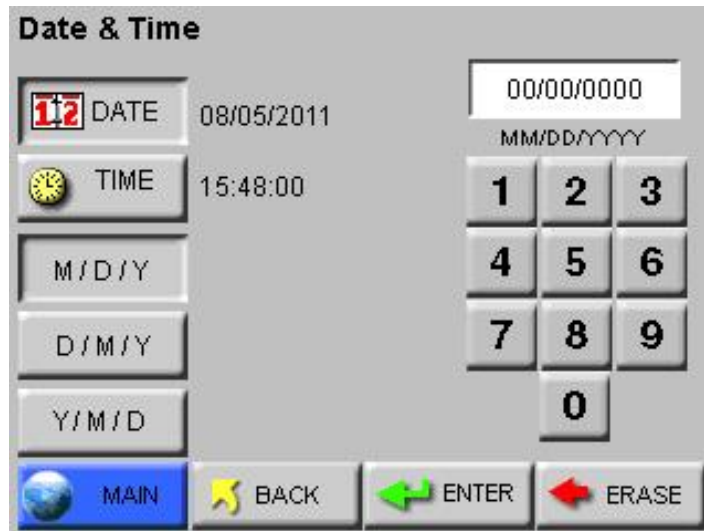 Date & Time
12 DATE 08/05/2011
00/00/0000
MM/DD/YYYY
TIME 15:48:00
1 2 3
M/D/Y
4 5 6
D/M/Y
7 8 9
Y/M/D
0
MAIN BACK ENTER ERASE